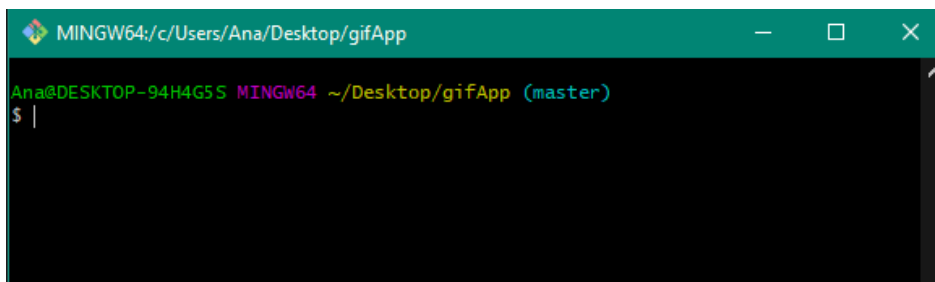 MINGW64:/c/Users/Ana/Desktop/gifApp
Ana@DESKTOP-94H4G5S MINGW64 ~/Desktop/gifApp (master)
$